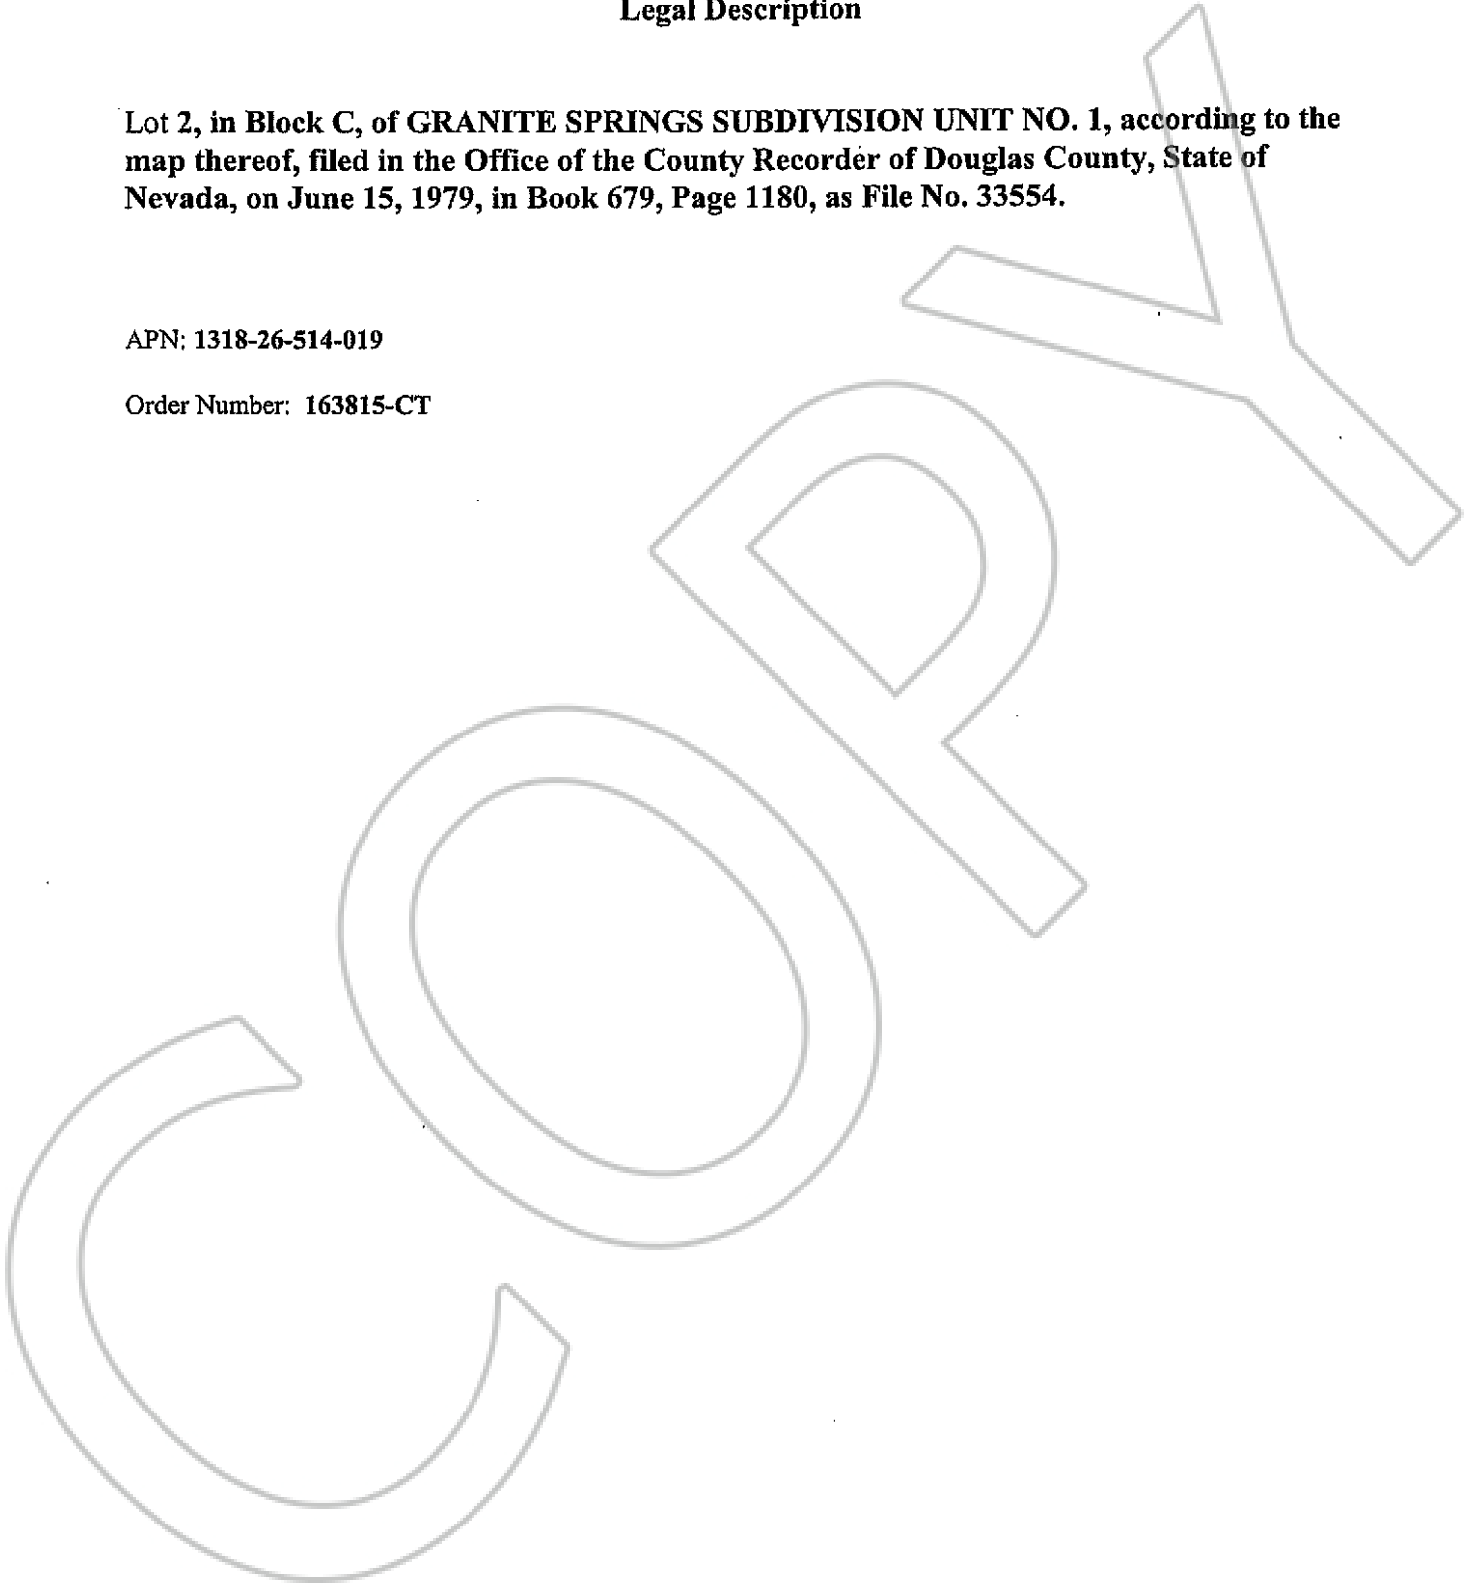 Legal Description
Lot 2, in Block C, of GRANITE SPRINGS SUBDIVISION UNIT NO. 1, according to the
map thereof, filed in the Office of the County Recorder of Douglas County, State of
Nevada, on June 15, 1979, in Book 679, Page 1180, as File No. 33554.
APN: 1318-26-514-019
Order Number: 163815-CT
COPY